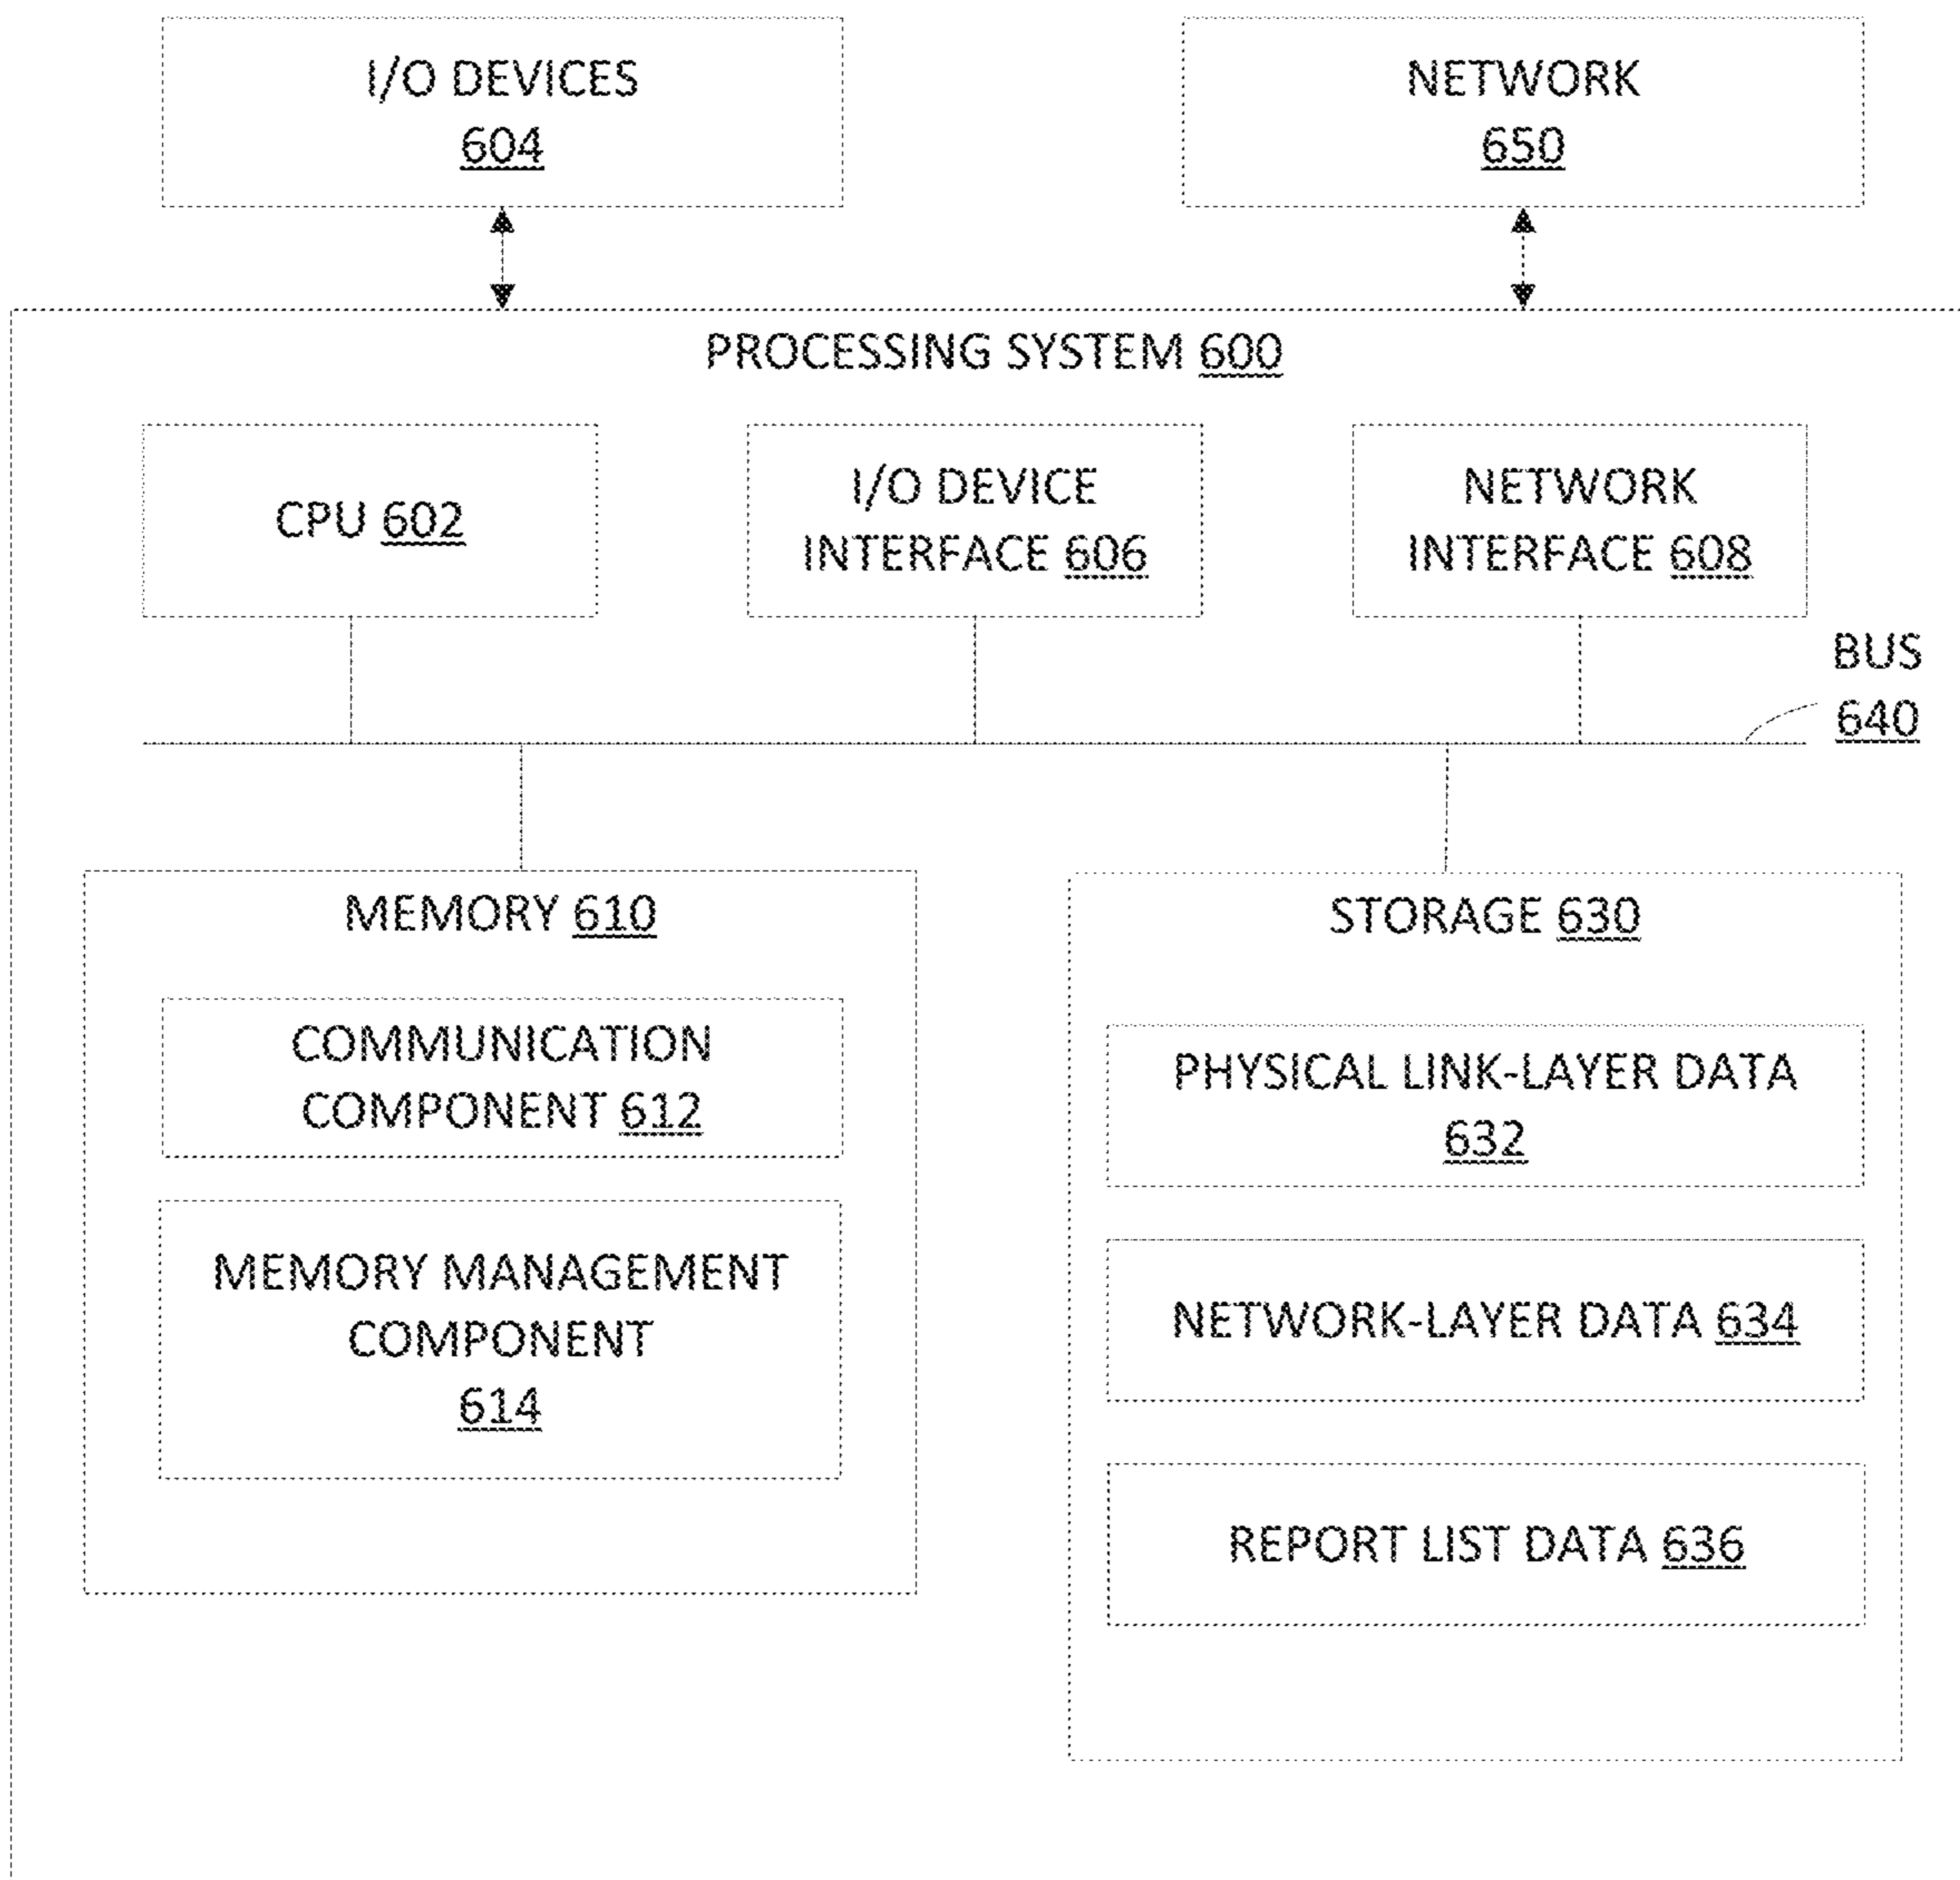 I/O DEVICES
604
NETWORK
650
PROCESSING SYSTEM 600
CPU 602
I/O DEVICE
INTERFACE 606
NETWORK
INTERFACE 608
BUS
640
MEMORY 610
COMMUNICATION
COMPONENT 612
MEMORY MANAGEMENT
COMPONENT
614
STORAGE 630
PHYSICAL LINK-LAYER DATA
632
NETWORK-LAYER DATA 634
REPORT LIST DATA 636